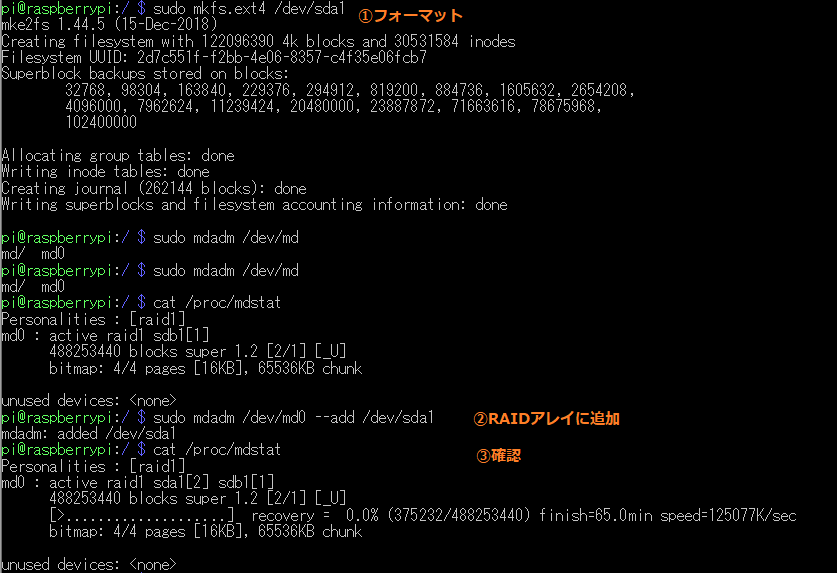 pi@raspberrypi:/ $ sudo mkfs.ext4 /dev/sda1
①フォーマット
mke2fs 1.44.5 (15-Dec-2018)
Creating filesystem with 122096390 4k blocks and 30531584 inodes
Filesystem UUID: 2d7c551f-f2bb-4e06-8357-c4f35e06fcb7
Superblock backups stored on blocks:
        32768, 98304, 163840, 229376, 294912, 819200, 884736, 1605632, 2654208,
        4096000, 7962624, 11239424, 20480000, 23887872, 71663616, 78675968,
        102400000
Allocating group tables: done
Writing inode tables: done
Creating journal (262144 blocks): done
Writing superblocks and filesystem accounting information: done
pi@raspberrypi:/ $ sudo mdadm /dev/md
md/  md0
pi@raspberrypi:/ $ sudo mdadm /dev/md
md/  md0
pi@raspberrypi:/ $ cat /proc/mdstat
Personalities : [raid1]
md0 : active raid1 sdb1[1]
      488253440 blocks super 1.2 [2/1] [_U]
      bitmap: 4/4 pages [16KB], 65536KB chunk
unused devices: <none>
pi@raspberrypi:/ $ sudo mdadm /dev/md0 --add /dev/sda1
②RAIDアレイに追加
mdadm: added /dev/sda1
pi@raspberrypi:/ $ cat /proc/mdstat
③確認
Personalities : [raid1]
md0 : active raid1 sda1[2] sdb1[1]
      488253440 blocks super 1.2 [2/1] [_U]
      [>....................]  recovery =  0.0% (375232/488253440) finish=65.0min speed=125077K/sec
      bitmap: 4/4 pages [16KB], 65536KB chunk
unused devices: <none>